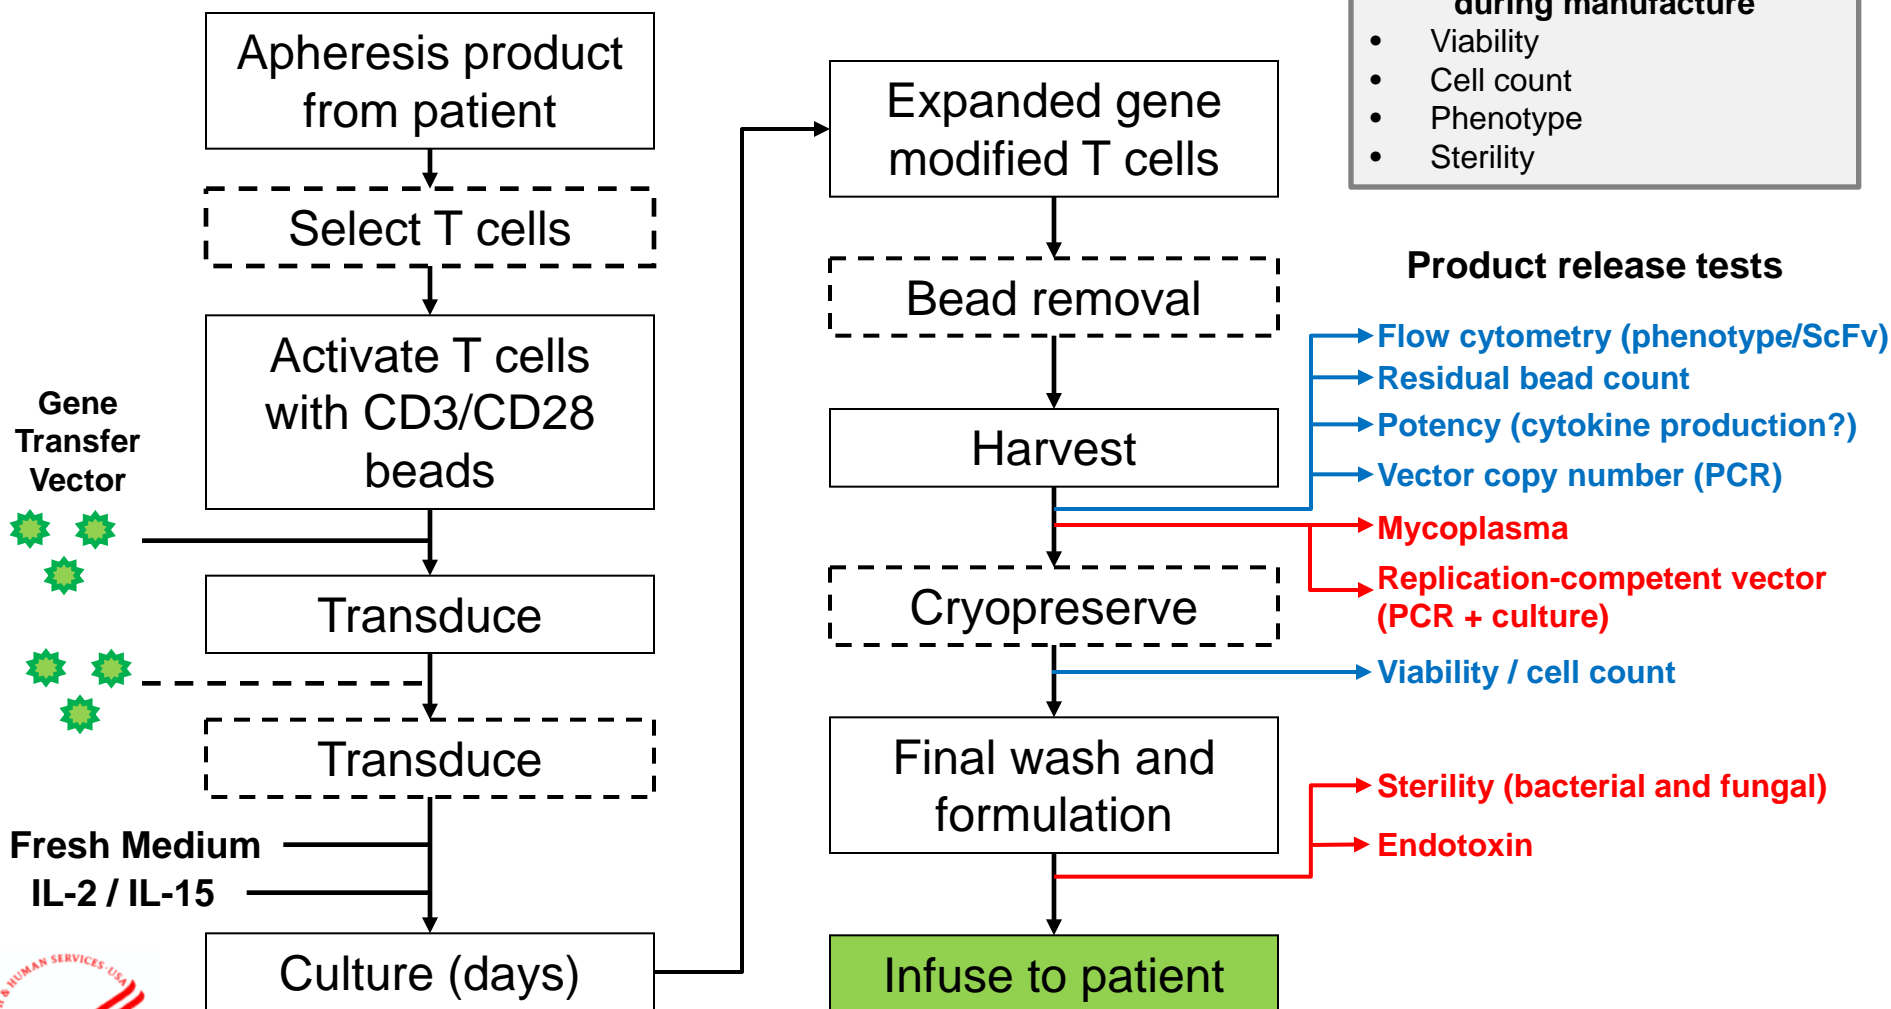 Apheresis product
from patient
Select T cells
Activate T cells
with CD3/CD28
beads
Gene
Transfer
Vector
Transduce
Transduce
Fresh Medium
IL-2 / IL-15
Culture (days)
Expanded gene
modified T cells
Bead removal
Harvest
Cryopreserve
Final wash and
formulation
Infuse to patient
during manufacture
• Viability
• Cell count
• Phenotype
• Sterility
Product release tests
Flow cytometry (phenotype/ScFv)
Residual bead count
Potency (cytokine production?)
Vector copy number (PCR)
Mycoplasma
Replication-competent vector
(PCR + culture)
Viability / cell count
Sterility (bacterial and fungal)
Endotoxin
& HUMAN SERVICES·USA